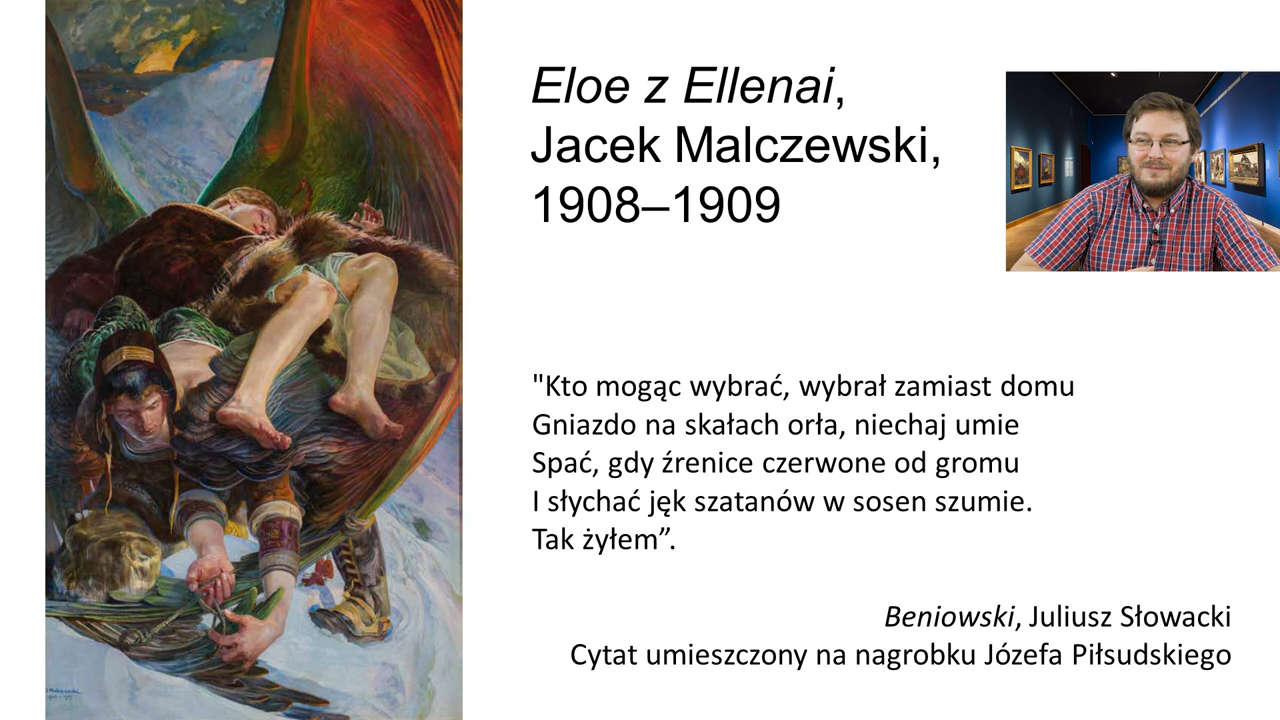 Eloe z Ellenai,
Jacek Malczewski,
1908–1909
"Kto mogąc wybrać, wybrał zamiast domu
Gniazdo na skałach orła, niechaj umie
Spać, gdy źrenice czerwone od gromu
I słychać jęk szatanów w sosen szumie.
Tak żyłem”.
Beniowski, Juliusz Słowacki
Cytat umieszczony na nagrobku Józefa Piłsudskiego